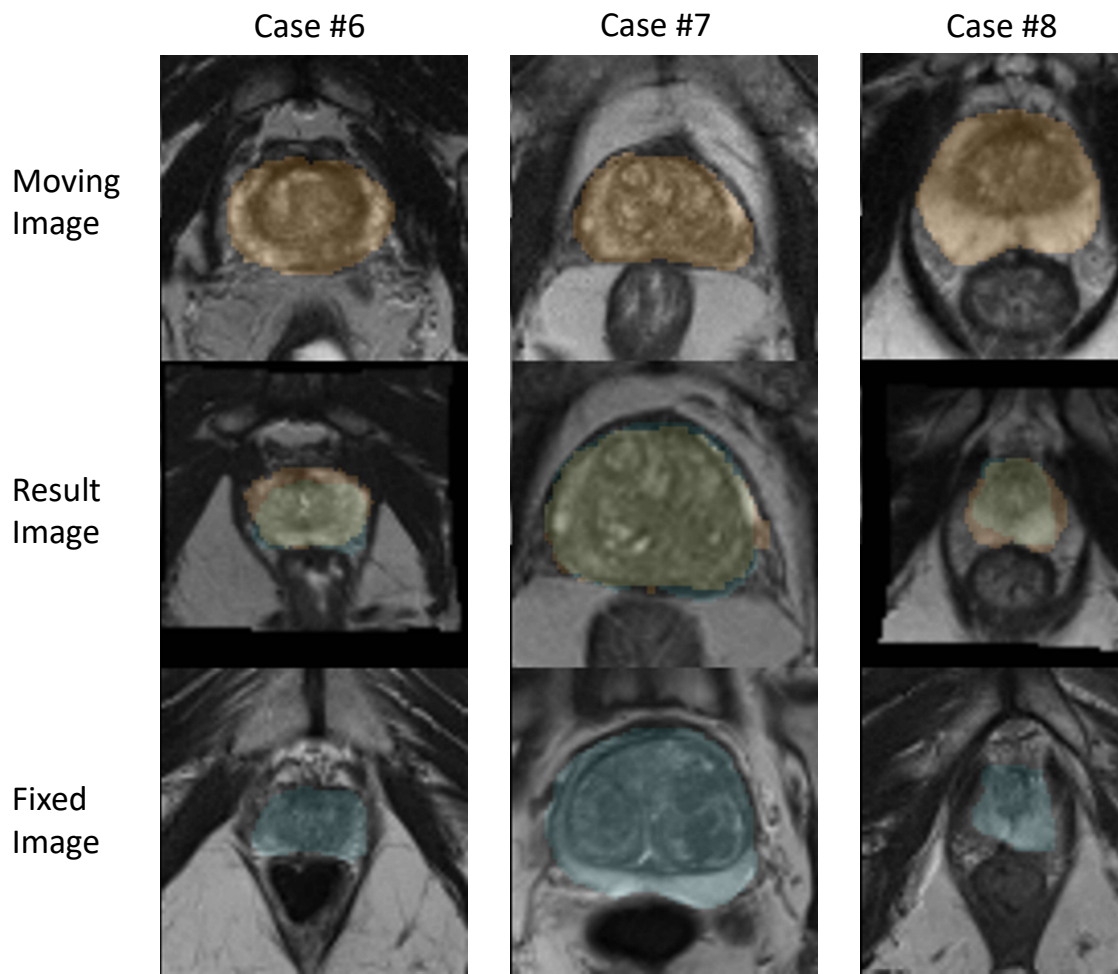 Case #6
Case #7
Case #8
Moving
Image
Result
Image
Fixed
Image